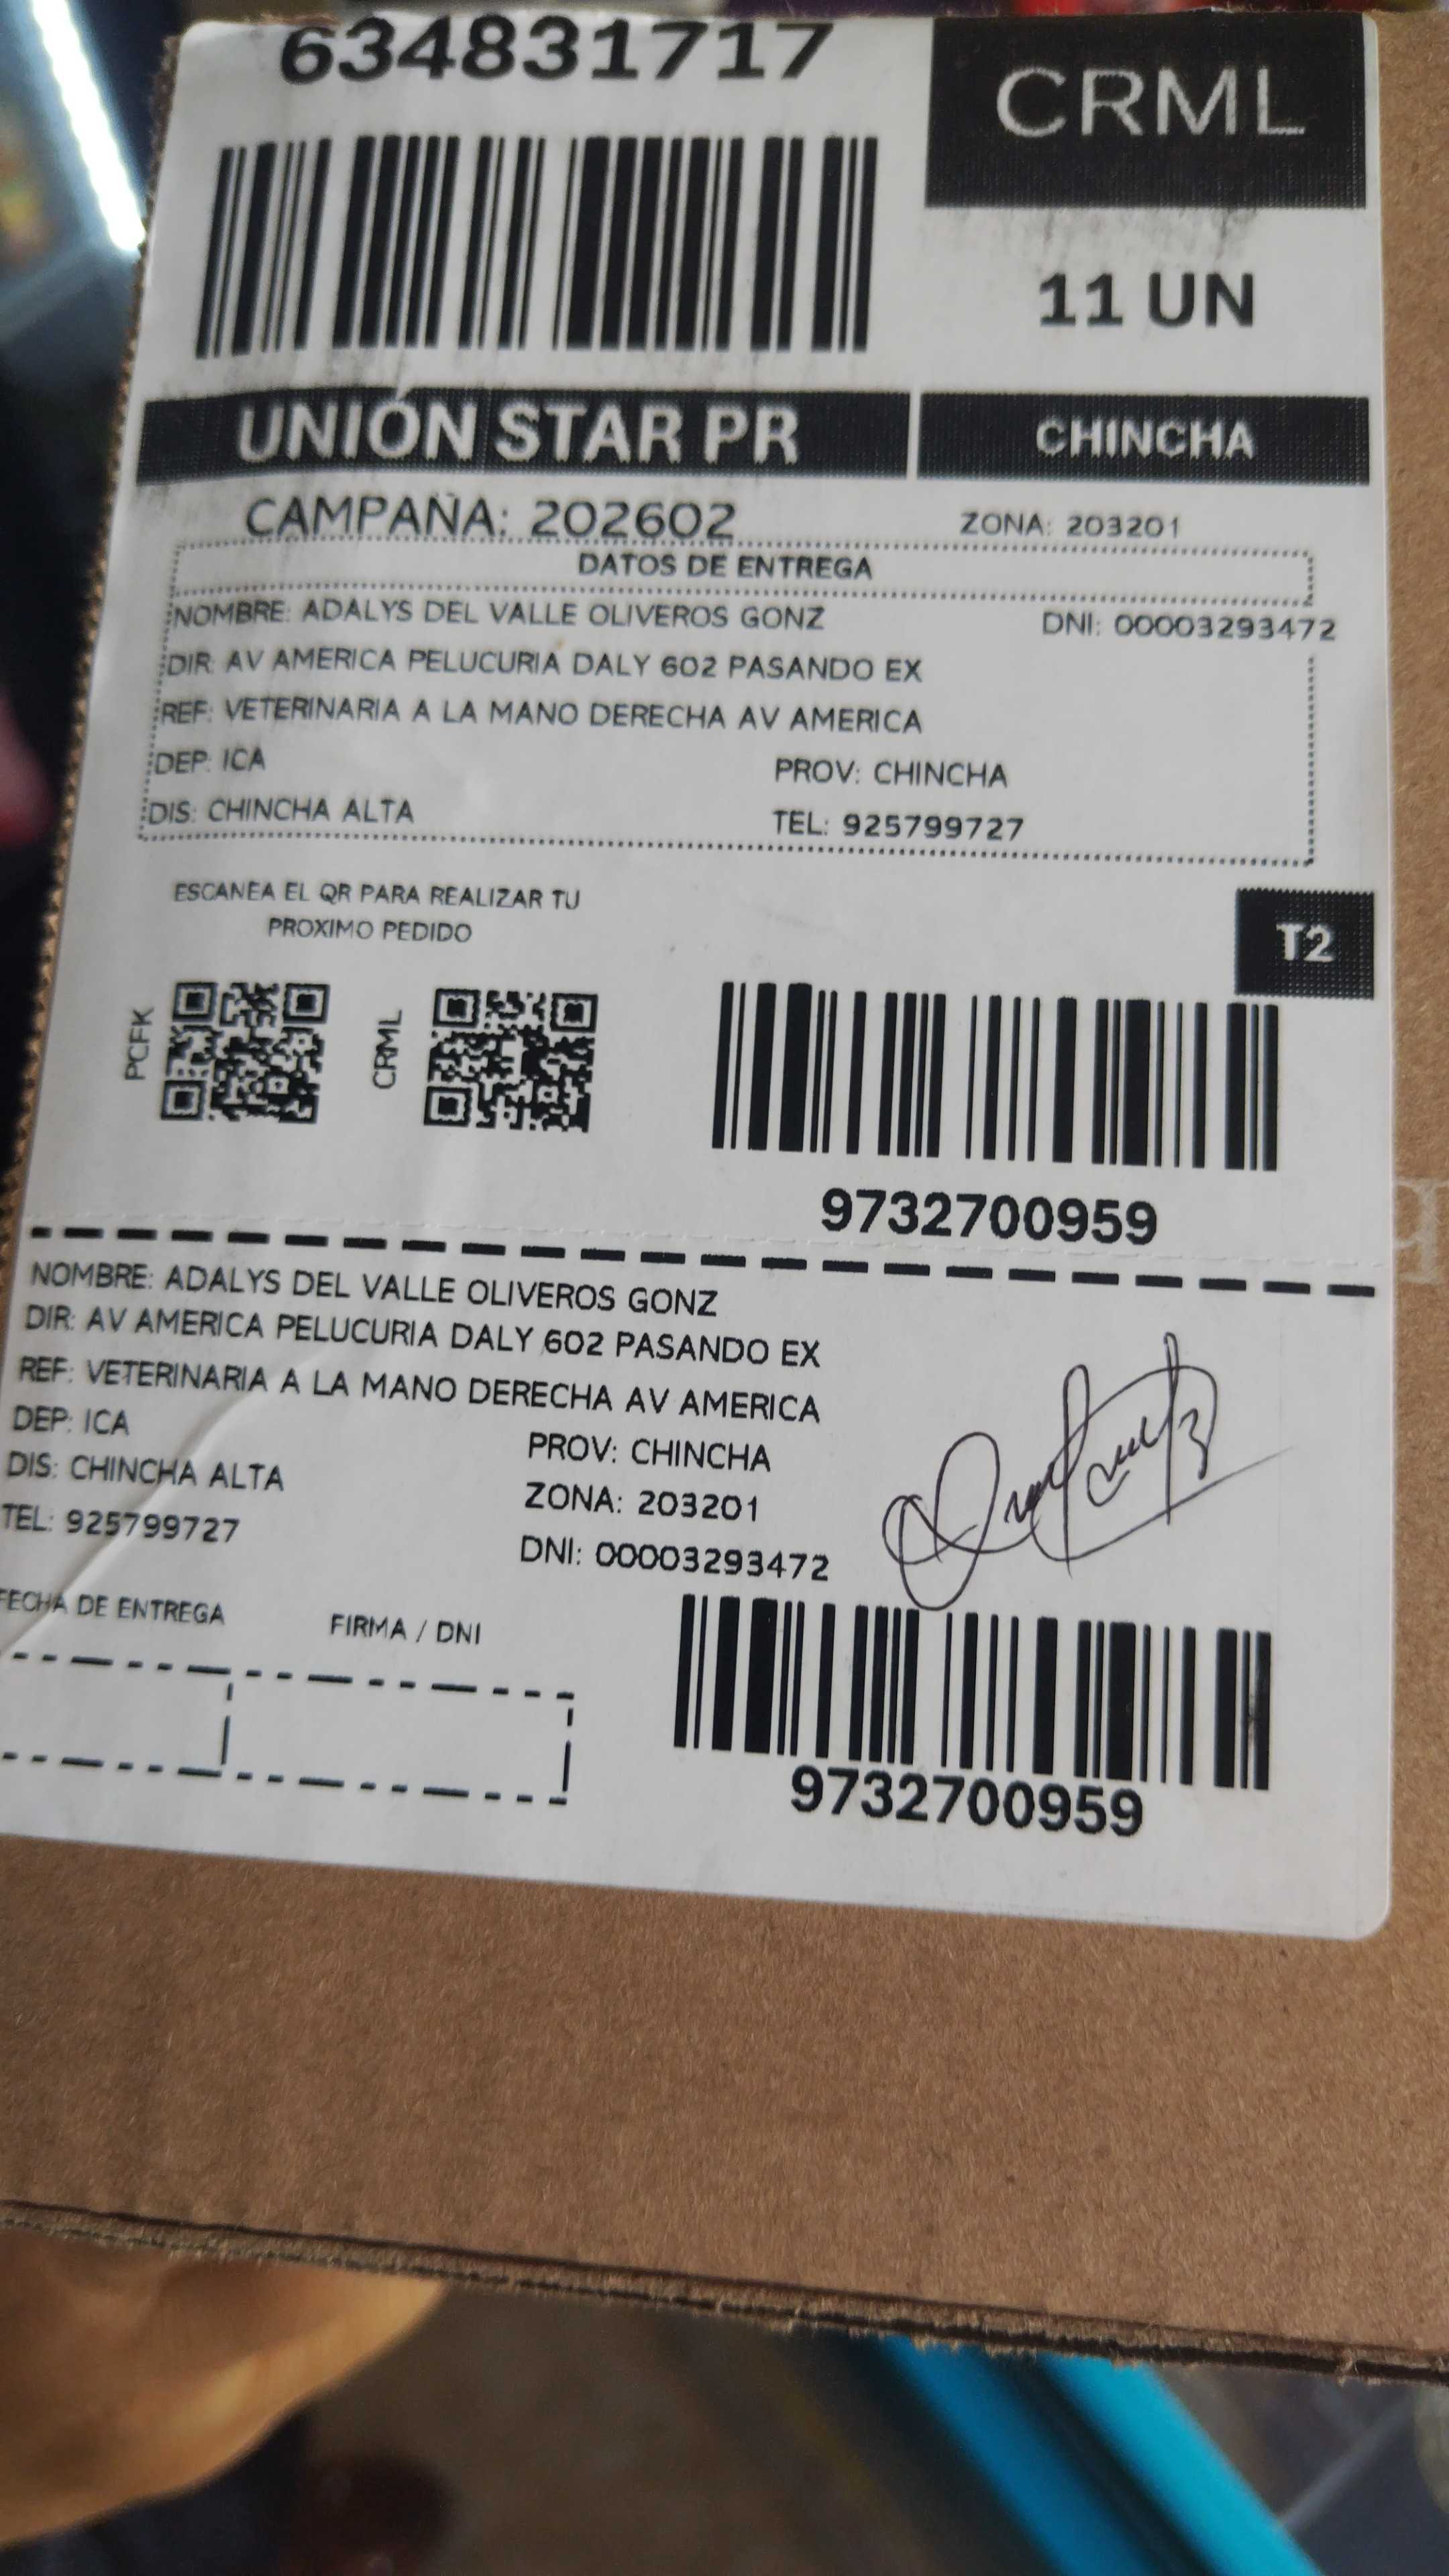 634831717
CRML
11 UN
UNIÓN STAR PR
CHINCHA
CAMPAÑA: 202602
ZONA: 203201
DATOS DE ENTREGA
NOMBRE: ADALYS DEL VALLE OLIVEROS GONZ
DNI: 00003293472
DIR: AV AMERICA PELUCURIA DALY 602 PASANDO EX
REF: VETERINARIA A LA MANO DERECHA AV AMERICA
DEP: ICA
PROV: CHINCHA
DIS: CHINCHA ALTA
TEL: 925799727
ESCANEA EL QR PARA REALIZAR TU
PROXIMO PEDIDO
T2
PCFK
CRML
9732700959
NOMBRE: ADALYS DEL VALLE OLIVEROS GONZ
DIR: AV AMERICA PELUCURIA DALY 602 PASANDO EX
REF: VETERINARIA A LA MANO DERECHA AV AMERICA
DEP: ICA
PROV: CHINCHA
DIS: CHINCHA ALTA
ZONA: 203201
TEL: 925799727
DNI: 00003293472
FECHA DE ENTREGA
FIRMA / DNI
9732700959